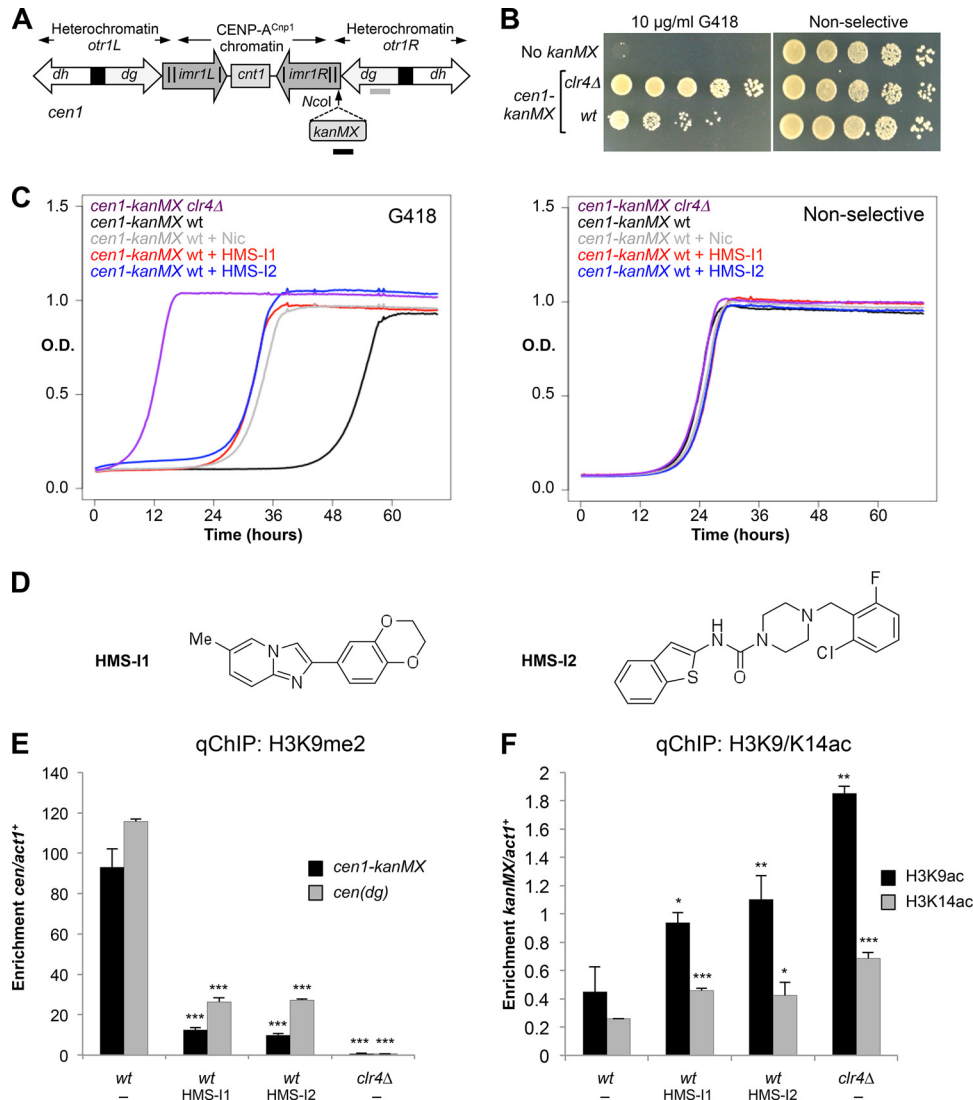 A
Heterochromatin
otr1L
CENP-A^Cnp1
chromatin
Heterochromatin
otr1R
dh
dg
imr1L
cnt1
imr1R
dg
dh
cen1
NcoI
kanMX
B
10 µg/ml G418
Non-selective
No kanMX
cen1-
kanMX
clr4Δ
wt
C
1.5
1.0
O.D.
0.5
0.0
cen1-kanMX clr4Δ
cen1-kanMX wt
cen1-kanMX wt + Nic
cen1-kanMX wt + HMS-I1
cen1-kanMX wt + HMS-I2
G418
0 12 24 36 48 60
Time (hours)
1.5
1.0
O.D.
0.5
0.0
cen1-kanMX clr4Δ
cen1-kanMX wt
cen1-kanMX wt + Nic
cen1-kanMX wt + HMS-I1
cen1-kanMX wt + HMS-I2
Non-selective
0 12 24 36 48 60
Time (hours)
D
HMS-I1
Me
N
N
O
O
HMS-I2
S
H
N
O
N
N
F
Cl
E
qChIP: H3K9me2
Enrichment cen/act1+
140
120
100
80
60
40
20
0
cen1-kanMX
cen(dg)
*** *** *** *** *** ***
wt
–
wt
HMS-I1
wt
HMS-I2
clr4Δ
–
F
qChIP: H3K9/K14ac
Enrichment kanMX/act1+
2
1.8
1.6
1.4
1.2
1
0.8
0.6
0.4
0.2
0
H3K9ac
H3K14ac
* *** ** * ** ***
wt
–
wt
HMS-I1
wt
HMS-I2
clr4Δ
–